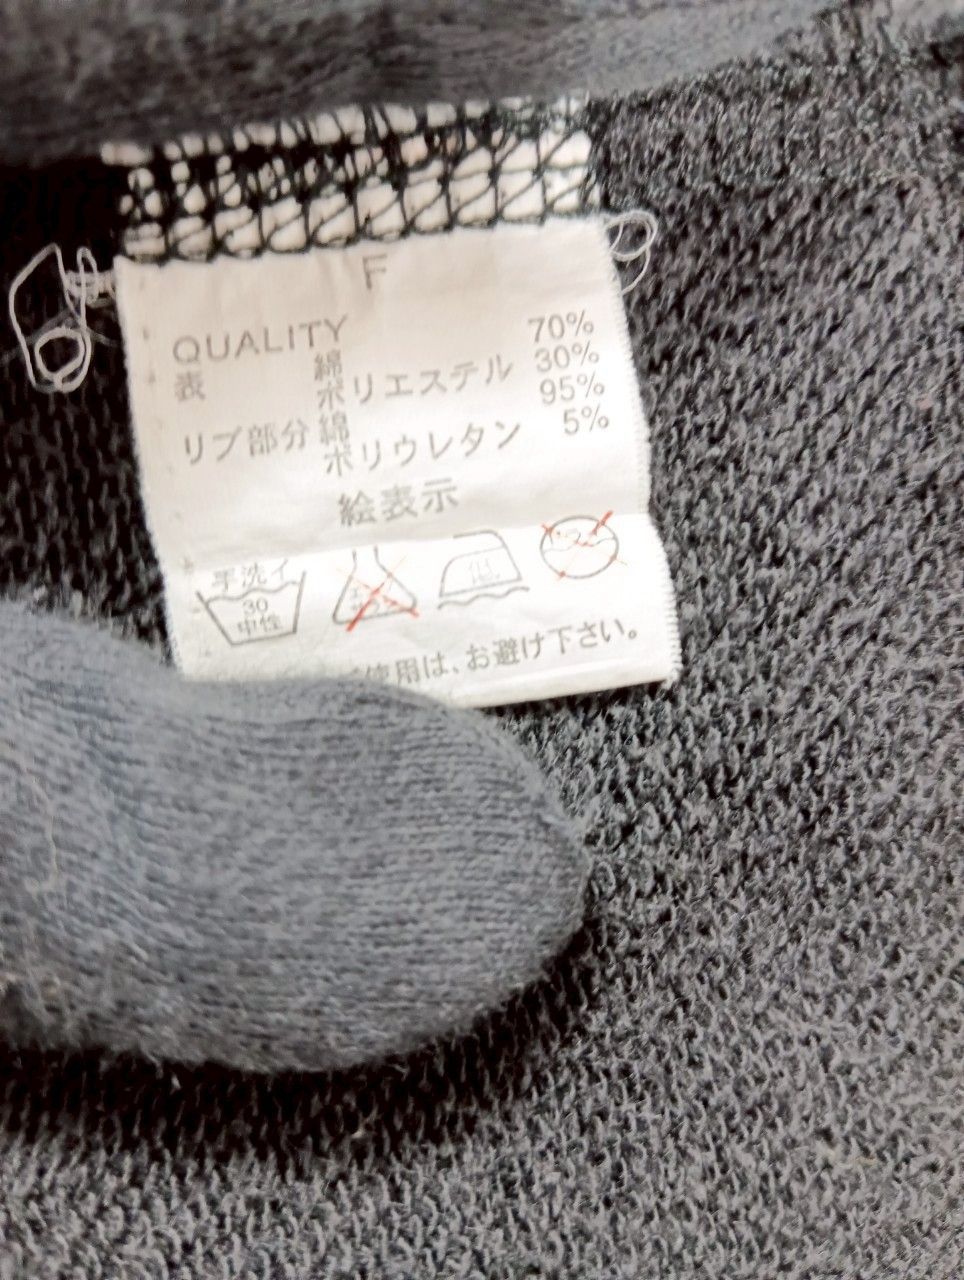 F
QUALITY
表 綿 70%
ポリエステル 30%
リブ部分 綿 95%
ポリウレタン 5%
絵表示
手洗イ
30
中性
低
使用は、お避け下さい。